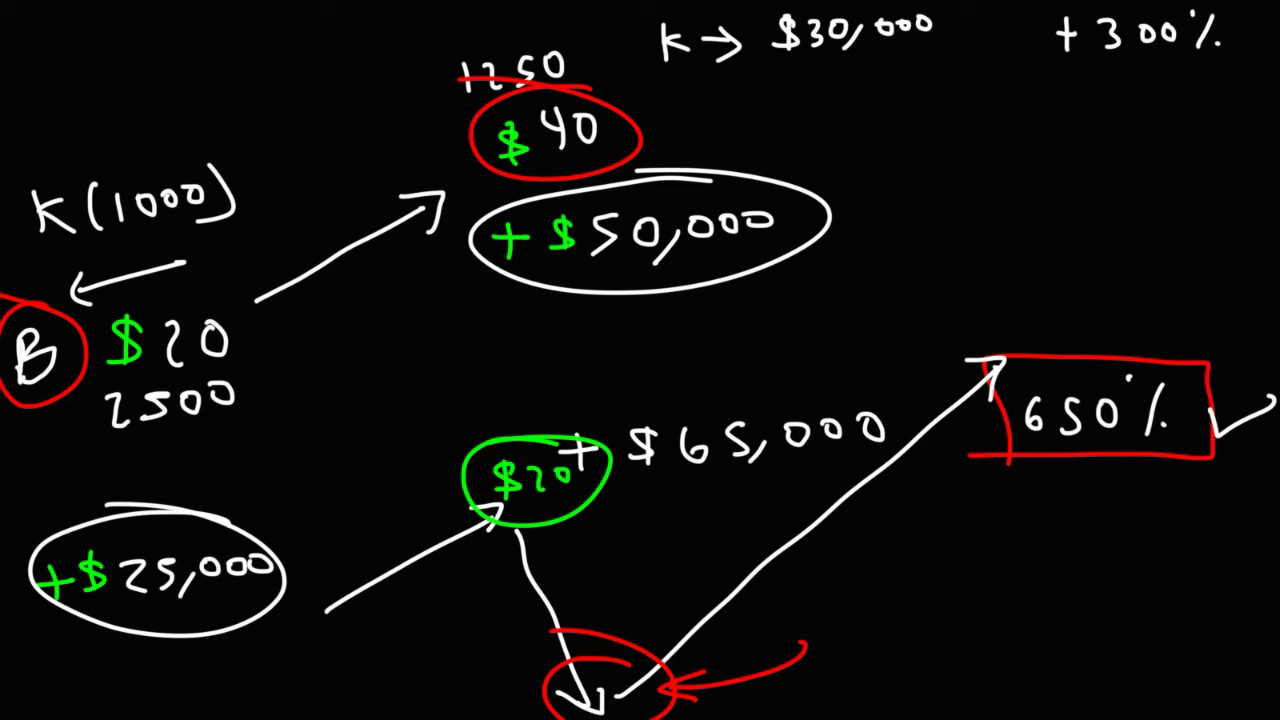 K → $30,000 + 300%
1250
$40
K (1000)
+ $50,000
B $20
2500
650%
+ $65,000
$20
+$25,000